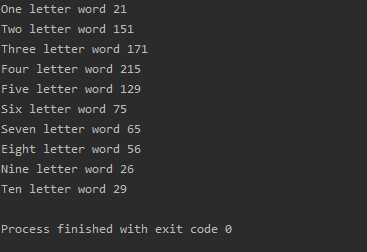 One letter word 21
Two letter word 151
Three letter word 171
Four letter word 215
Five letter word 129
Six letter word 75
Seven letter word 65
Eight letter word 56
Nine letter word 26
Ten letter word 29
Process finished with exit code 0